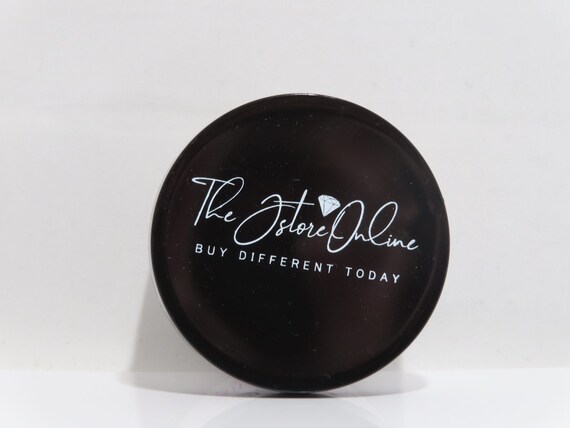 The JstoreOnline
BUY DIFFERENT TODAY